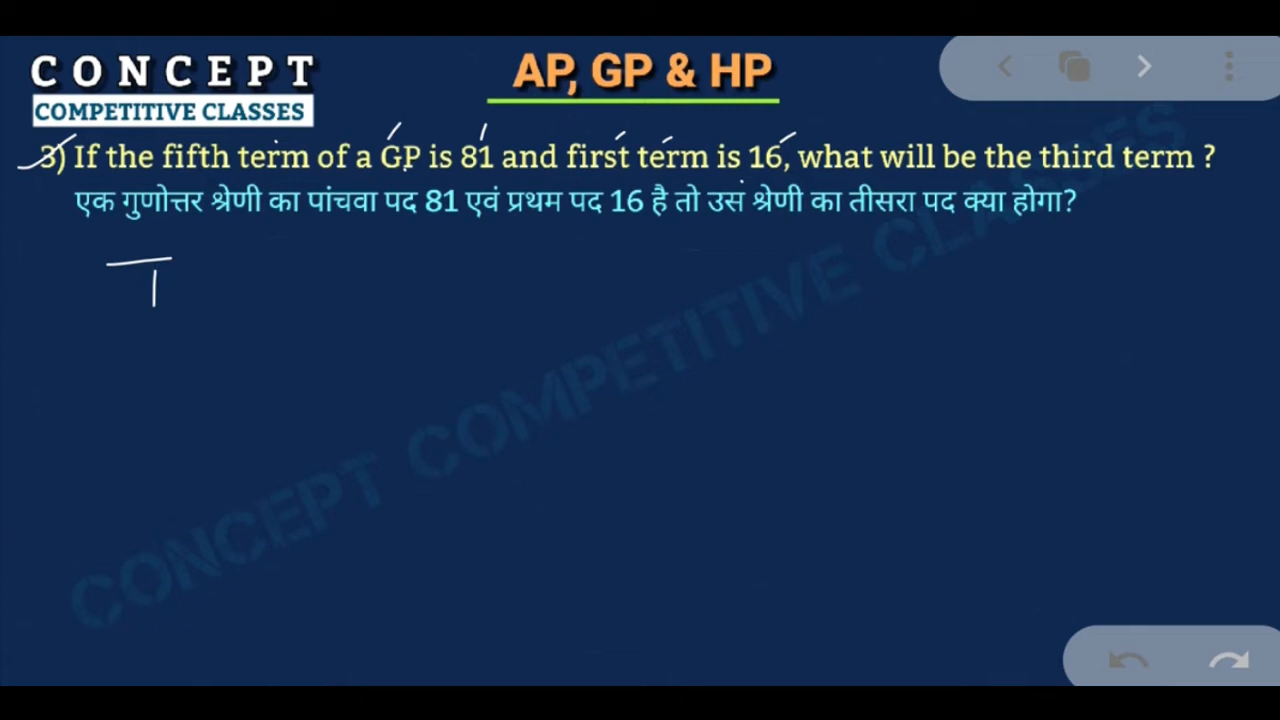 CONCEPT
COMPETITIVE CLASSES
AP, GP & HP
3) If the fifth term of a GP is 81 and first term is 16, what will be the third term ?
एक गुणोत्तर श्रेणी का पांचवा पद 81 एवं प्रथम पद 16 है तो उस श्रेणी का तीसरा पद क्या होगा?
T
CONCEPT COMPETITIVE CLASSES